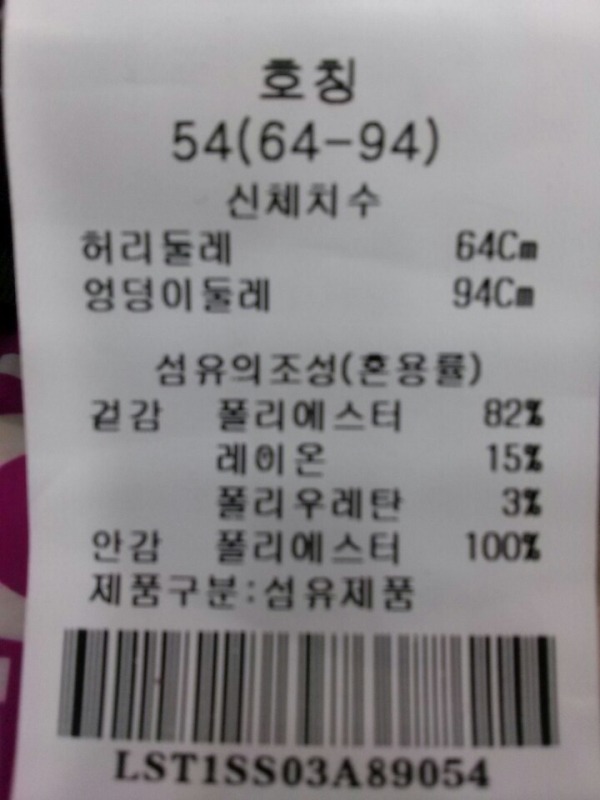 호칭
54(64-94)
신체치수
허리둘레 64Cm
엉덩이둘레 94Cm
섬유의조성(혼용률)
겉감 폴리에스터 82%
레이온 15%
폴리우레탄 3%
안감 폴리에스터 100%
제품구분:섬유제품
LST1SS03A89054